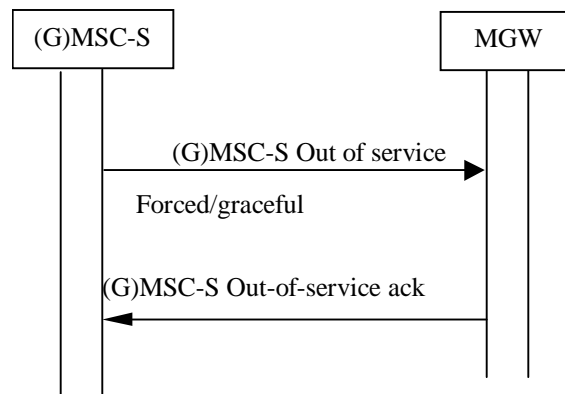 (G)MSC-S
MGW
(G)MSC-S Out of service
Forced/graceful
(G)MSC-S Out-of-service ack